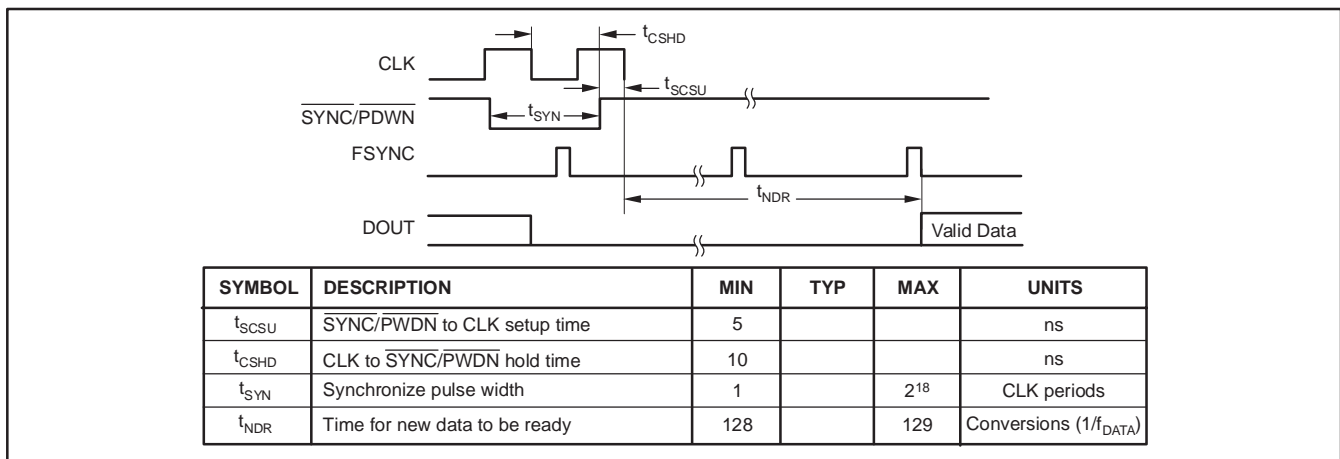 t_CSHD
CLK
t_SCSU
SYNC/PDWN
t_SYN
FSYNC
t_NDR
DOUT
Valid Data
SYMBOL DESCRIPTION MIN TYP MAX UNITS
t_SCSU SYNC/PWDN to CLK setup time 5 ns
t_CSHD CLK to SYNC/PWDN hold time 10 ns
t_SYN Synchronize pulse width 1 2^18 CLK periods
t_NDR Time for new data to be ready 128 129 Conversions (1/f_DATA)